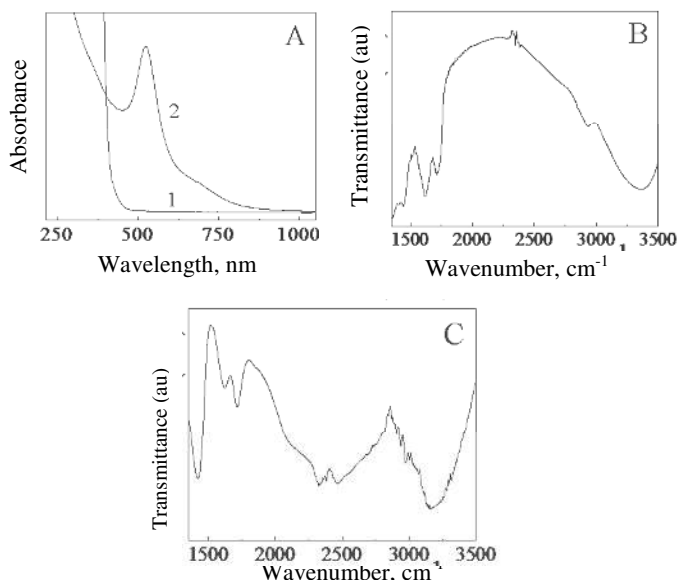 A
Absorbance
2
1
250 500 750 1000
Wavelength, nm
B
Transmittance (au)
1500 2000 2500 3000 3500
Wavenumber, cm-1
C
Transmittance (au)
1500 2000 2500 3000 3500
Wavenumber, cm-1